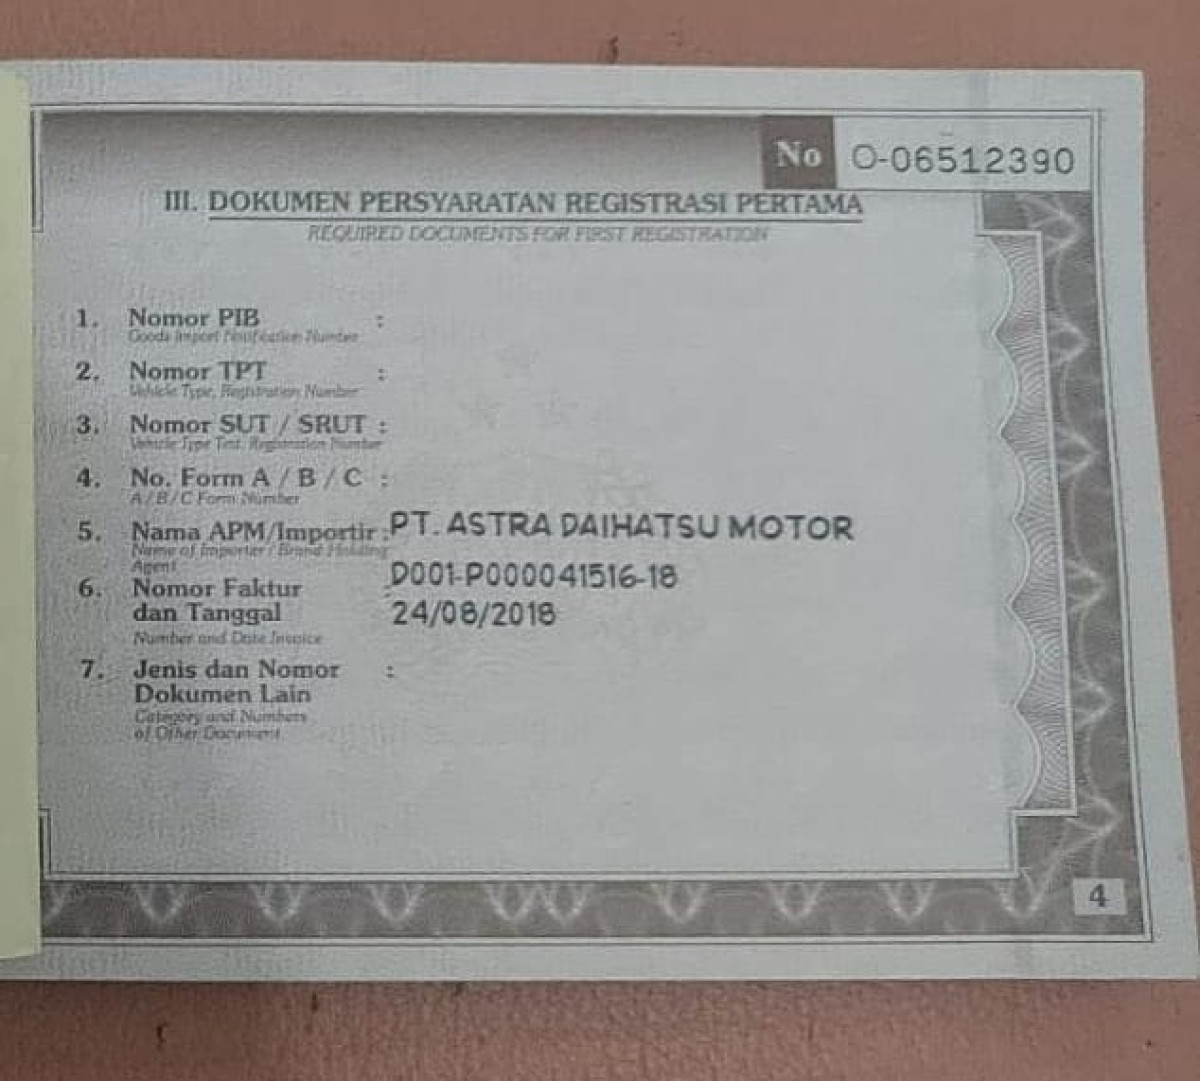 No O-06512390
III. DOKUMEN PERSYARATAN REGISTRASI PERTAMA
REQUIRED DOCUMENTS FOR FIRST REGISTRATION
1. Nomor PIB :
Goods Import Notification Number
2. Nomor TPT :
Vehicle Type, Registration Number
3. Nomor SUT / SRUT :
Vehicle Type Test, Registration Number
4. No. Form A / B / C :
A / B / C Form Number
5. Nama APM/Importir : PT. ASTRA DAIHATSU MOTOR
Name of Importer / Brand Holding
Agent
6. Nomor Faktur : D001-P000041516-18
dan Tanggal 24/08/2018
Number and Date Invoice
7. Jenis dan Nomor :
Dokumen Lain
Category and Numbers
of Other Document
4